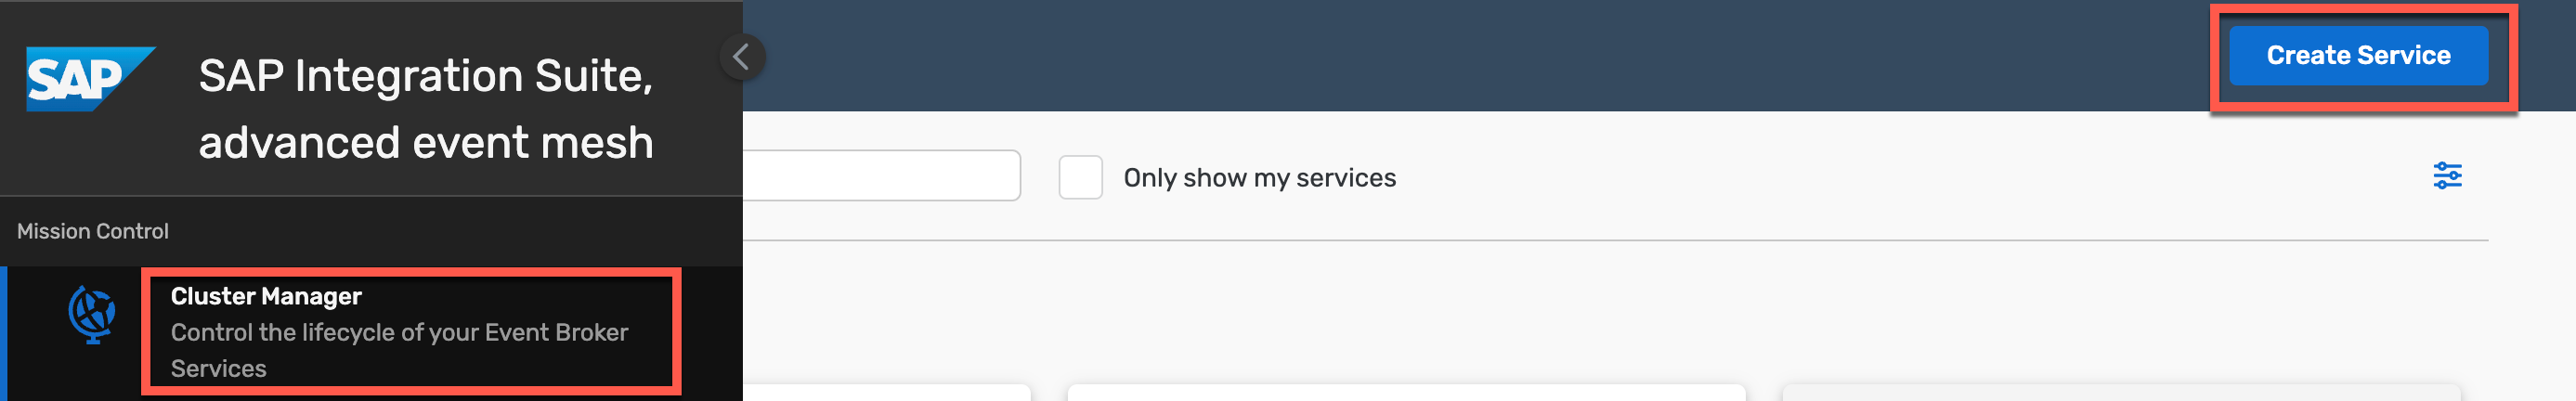 SAP
SAP Integration Suite,
advanced event mesh
Create Service
Only show my services
Mission Control
Cluster Manager
Control the lifecycle of your Event Broker
Services